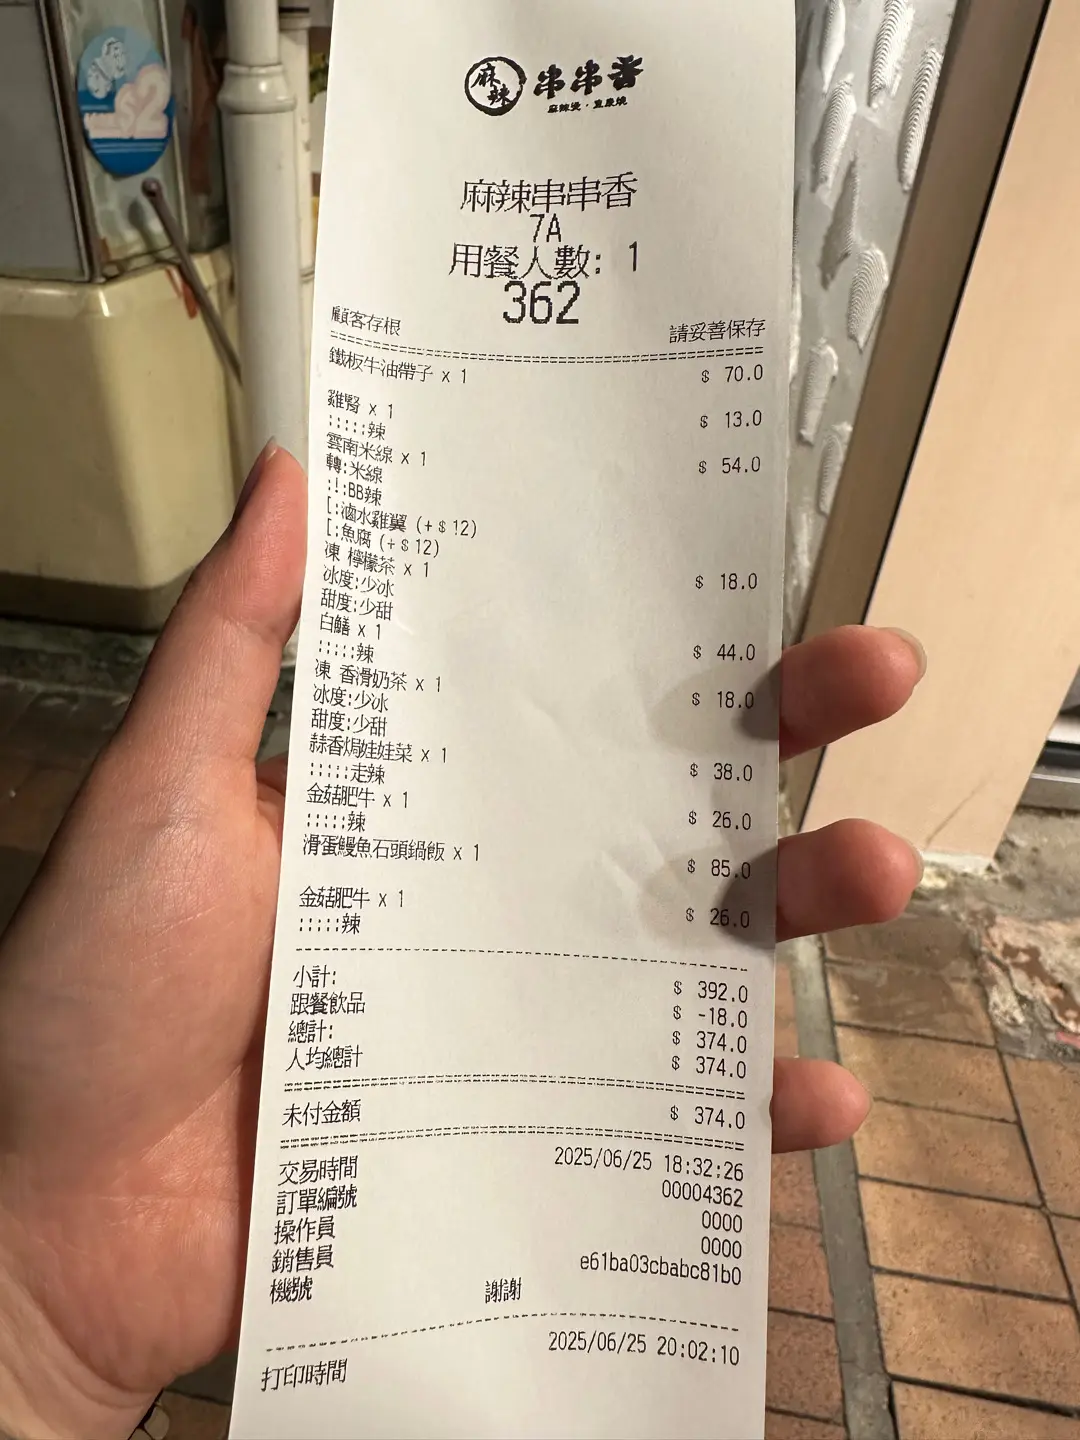 麻辣 串串香
麻辣燙·直串燒
麻辣串串香
7A
用餐人數: 1
362
顧客存根 請妥善保存
鐵板牛油帶子 x 1 $ 70.0
雞腎 x 1 $ 13.0
:::::辣
雲南米線 x 1 $ 54.0
轉:米線
:!:BB辣
[:滷水雞翼 (+$12)
[:魚腐 (+$12)
凍 檸檬茶 x 1 $ 18.0
冰度:少冰
甜度:少甜
白鱔 x 1 $ 44.0
:::::辣
凍 香滑奶茶 x 1 $ 18.0
冰度:少冰
甜度:少甜
蒜香焗娃娃菜 x 1 $ 38.0
:::::走辣
金菇肥牛 x 1 $ 26.0
:::::辣
滑蛋鰻魚石頭鍋飯 x 1 $ 85.0
金菇肥牛 x 1 $ 26.0
:::::辣
小計: $ 392.0
跟餐飲品 $ -18.0
總計: $ 374.0
人均總計 $ 374.0
未付金額 $ 374.0
交易時間 2025/06/25 18:32:26
訂單編號 00004362
操作員 0000
銷售員 0000
機號 e61ba03cbabc81b0
謝謝
打印時間 2025/06/25 20:02:10